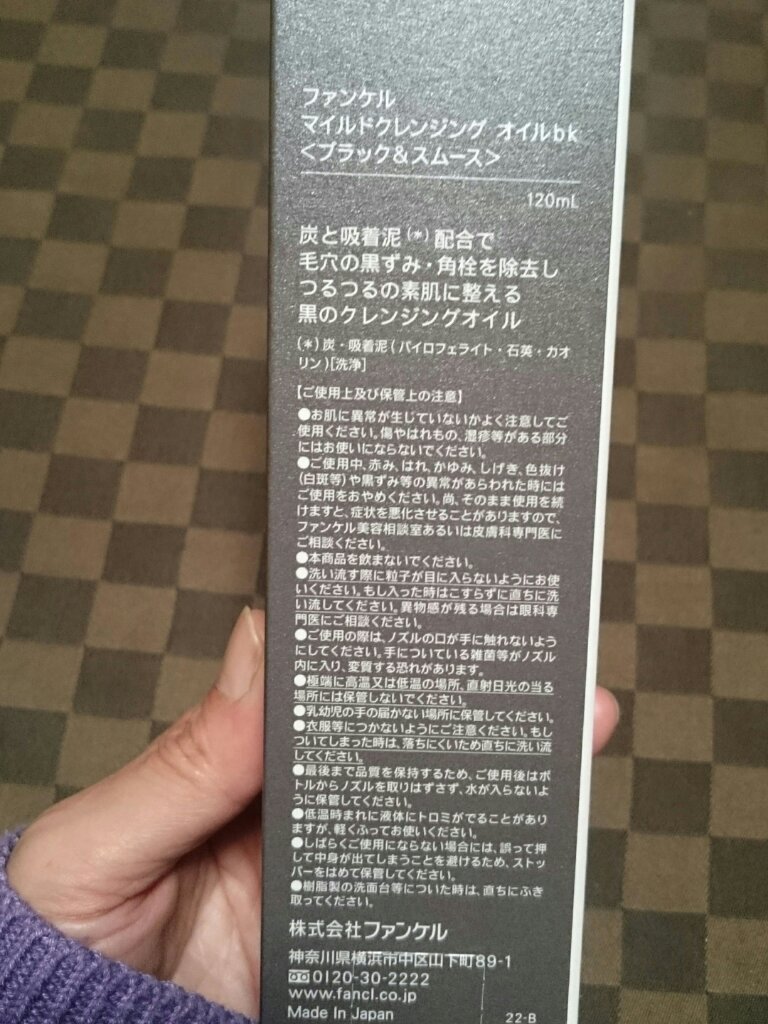 ファンケル
マイルドクレンジング オイルbk
<ブラック&スムース>
120mL
炭と吸着泥(*)配合で
毛穴の黒ずみ・角栓を除去し
つるつるの素肌に整える
黒のクレンジングオイル
(*)炭・吸着泥(パイロフェライト・石英・カオ
リン)[洗浄]
【ご使用上及び保管上の注意】
●お肌に異常が生じていないかよく注意してご
使用ください。傷やはれもの、湿疹等がある部分
にはお使いにならないでください。
●ご使用中、赤み、はれ、かゆみ、しげき、色抜け
(白斑等)や黒ずみ等の異常があらわれた時には
ご使用をおやめください。尚、そのまま使用を続
けますと、症状を悪化させることがありますので、
ファンケル美容相談室あるいは皮膚科専門医に
ご相談ください。
●本商品を飲まないでください。
●洗い流す際に粒子が目に入らないようにお使
いください。もし入った時はこすらずに直ちに洗
い流してください。異物感が残る場合は眼科専
門医にご相談ください。
●ご使用の際は、ノズルの口が手に触れないよう
にしてください。手についている雑菌等がノズル
内に入り、変質する恐れがあります。
●極端に高温又は低温の場所、直射日光の当る
場所には保管しないでください。
●乳幼児の手の届かない場所に保管してください。
●衣服等につかないようにご注意ください。もし
ついてしまった時は、落ちにくいため直ちに洗い流
してください。
●最後まで品質を保持するため、ご使用後はボ
トルからノズルを取りはずさず、水が入らないよう
に保管してください。
●低温時まれに液体にトロミがでることがあり
ますが、軽くふってお使いください。
●しばらくご使用にならない場合には、誤って押
して中身が出てしまうことを避けるため、ストッ
パーをはめて保管してください。
●樹脂製の洗面台等についた時は、直ちにふき
取ってください。
株式会社ファンケル
神奈川県横浜市中区山下町89-1
0120-30-2222
www.fancl.co.jp
Made In Japan 22-B